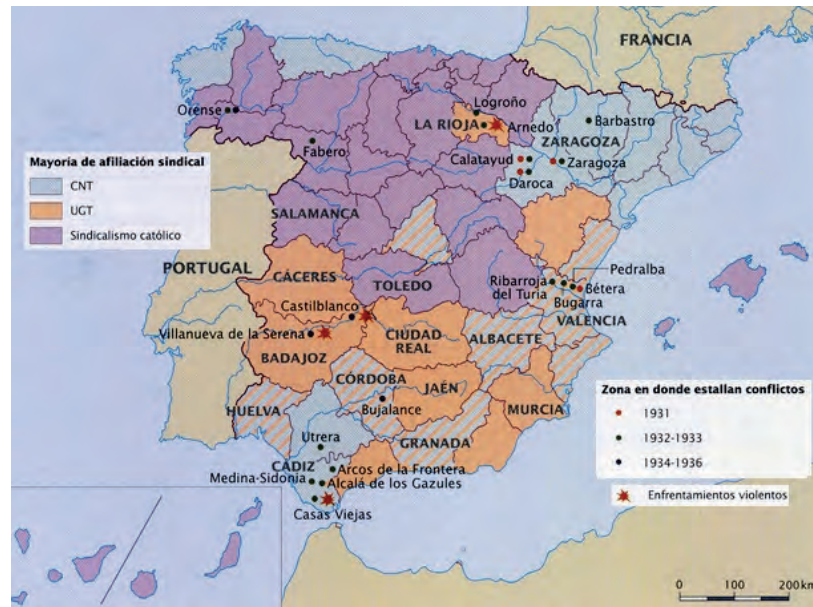 FRANCIA
Logroño
Orense
LA RIOJA
Arnedo
Barbastro
ZARAGOZA
Fabero
Calatayud
Zaragoza
Daroca
Mayoría de afiliación sindical
CNT
UGT
Sindicalismo católico
SALAMANCA
PORTUGAL
CÁCERES
TOLEDO
Pedralba
Ribarroja
del Turia
Bétera
Bugarra
Castilblanco
VALENCIA
Villanueva de la Serena
CIUDAD
REAL
ALBACETE
BADAJOZ
CÓRDOBA
JAÉN
Bujalance
HUELVA
MURCIA
GRANADA
Utrera
CÁDIZ
Arcos de la Frontera
Medina-Sidonia
Alcalá de los Gazules
Casas Viejas
Zona en donde estallan conflictos
1931
1932-1933
1934-1936
Enfrentamientos violentos
0 100 200 km